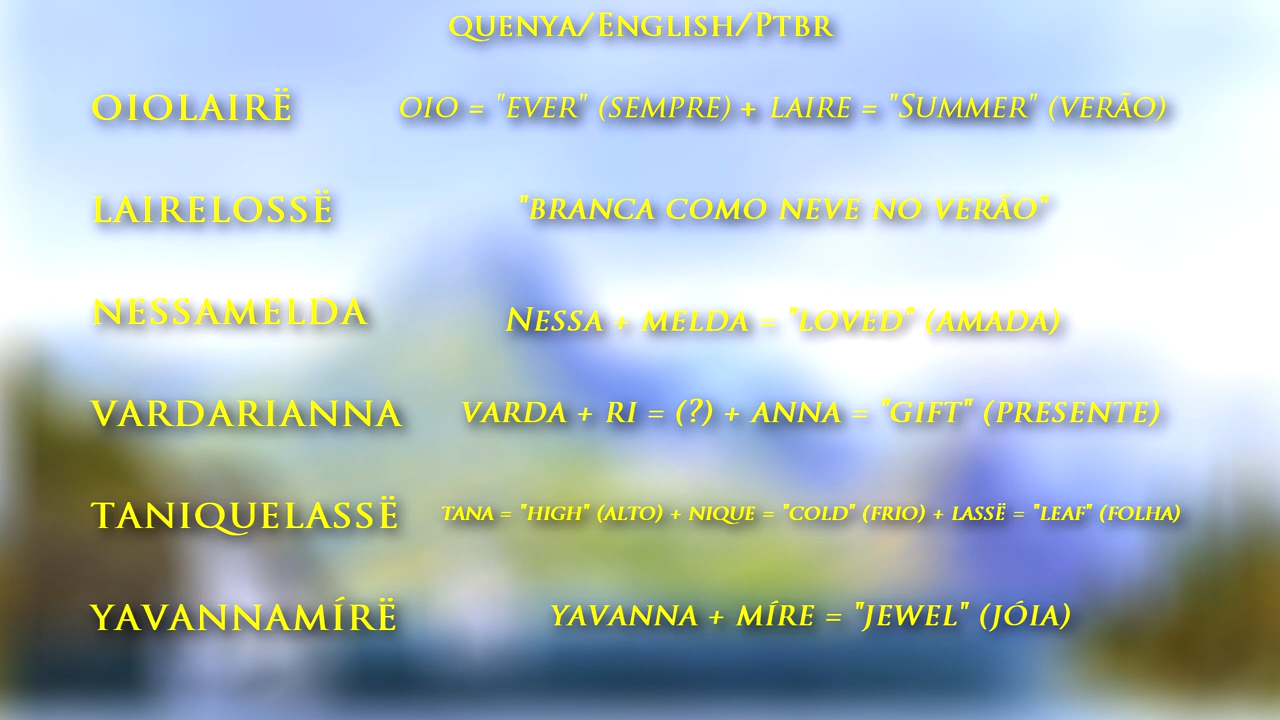 QUENYA/ENGLISH/PTBR
OIOLAIRË OIO = "EVER" (SEMPRE) + LAIRE = "SUMMER" (VERÃO)
LAIRELOSSË "BRANCA COMO NEVE NO VERÃO"
NESSAMELDA NESSA + MELDA = "LOVED" (AMADA)
VARDARIANNA VARDA + RI = (?) + ANNA = "GIFT" (PRESENTE)
TANIQUELASSË TANA = "HIGH" (ALTO) + NIQUE = "COLD" (FRIO) + LASSË = "LEAF" (FOLHA)
YAVANNAMÍRË YAVANNA + MÍRE = "JEWEL" (JÓIA)